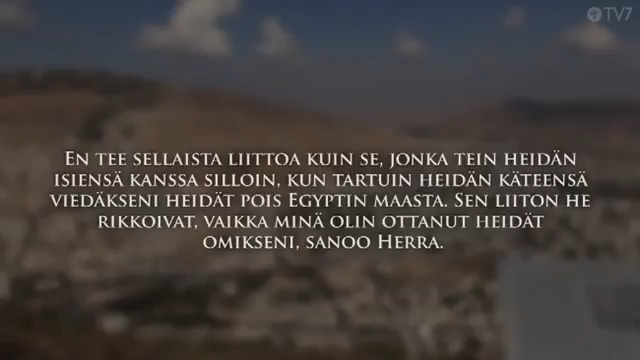 TV7
En tee sellaista liittoa kuin se, jonka tein heidän
isiensä kanssa silloin, kun tartuin heidän käteensä
viedäkseni heidät pois Egyptin maasta. Sen liiton he
rikkoivat, vaikka minä olin ottanut heidät
omikseni, sanoo Herra.